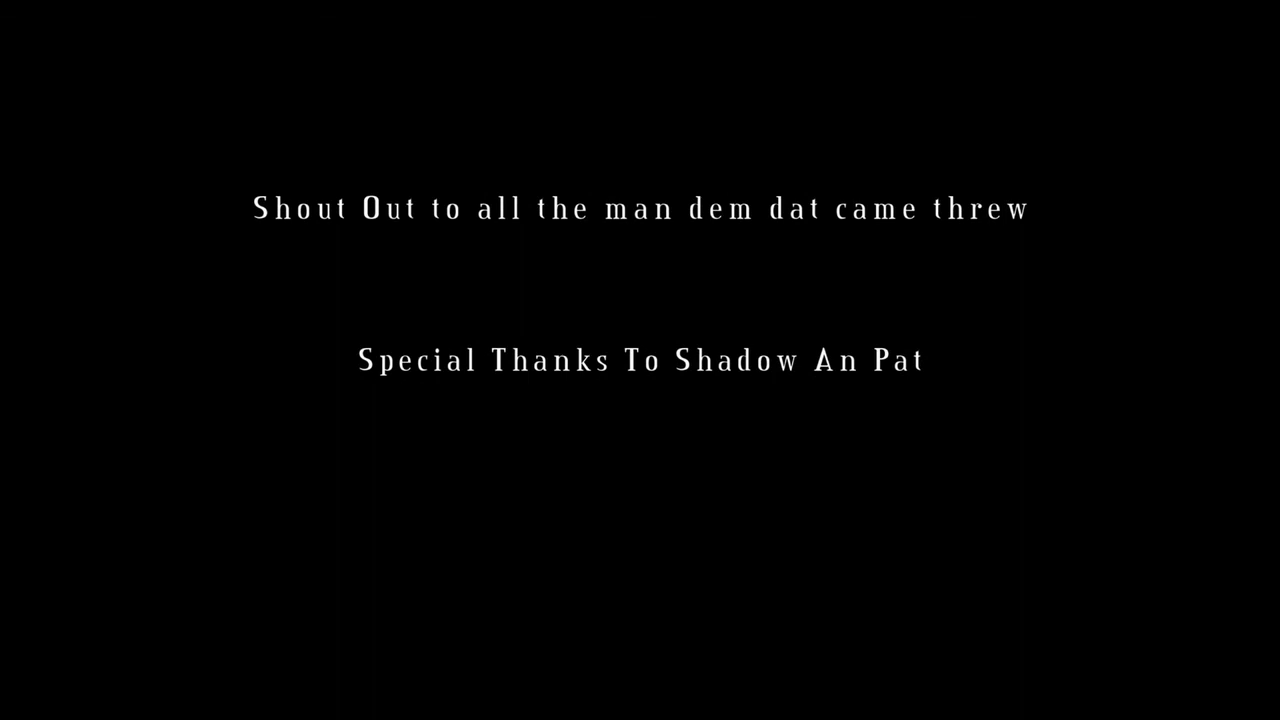 Shout Out to all the man dem dat came threw
Special Thanks To Shadow An Pat